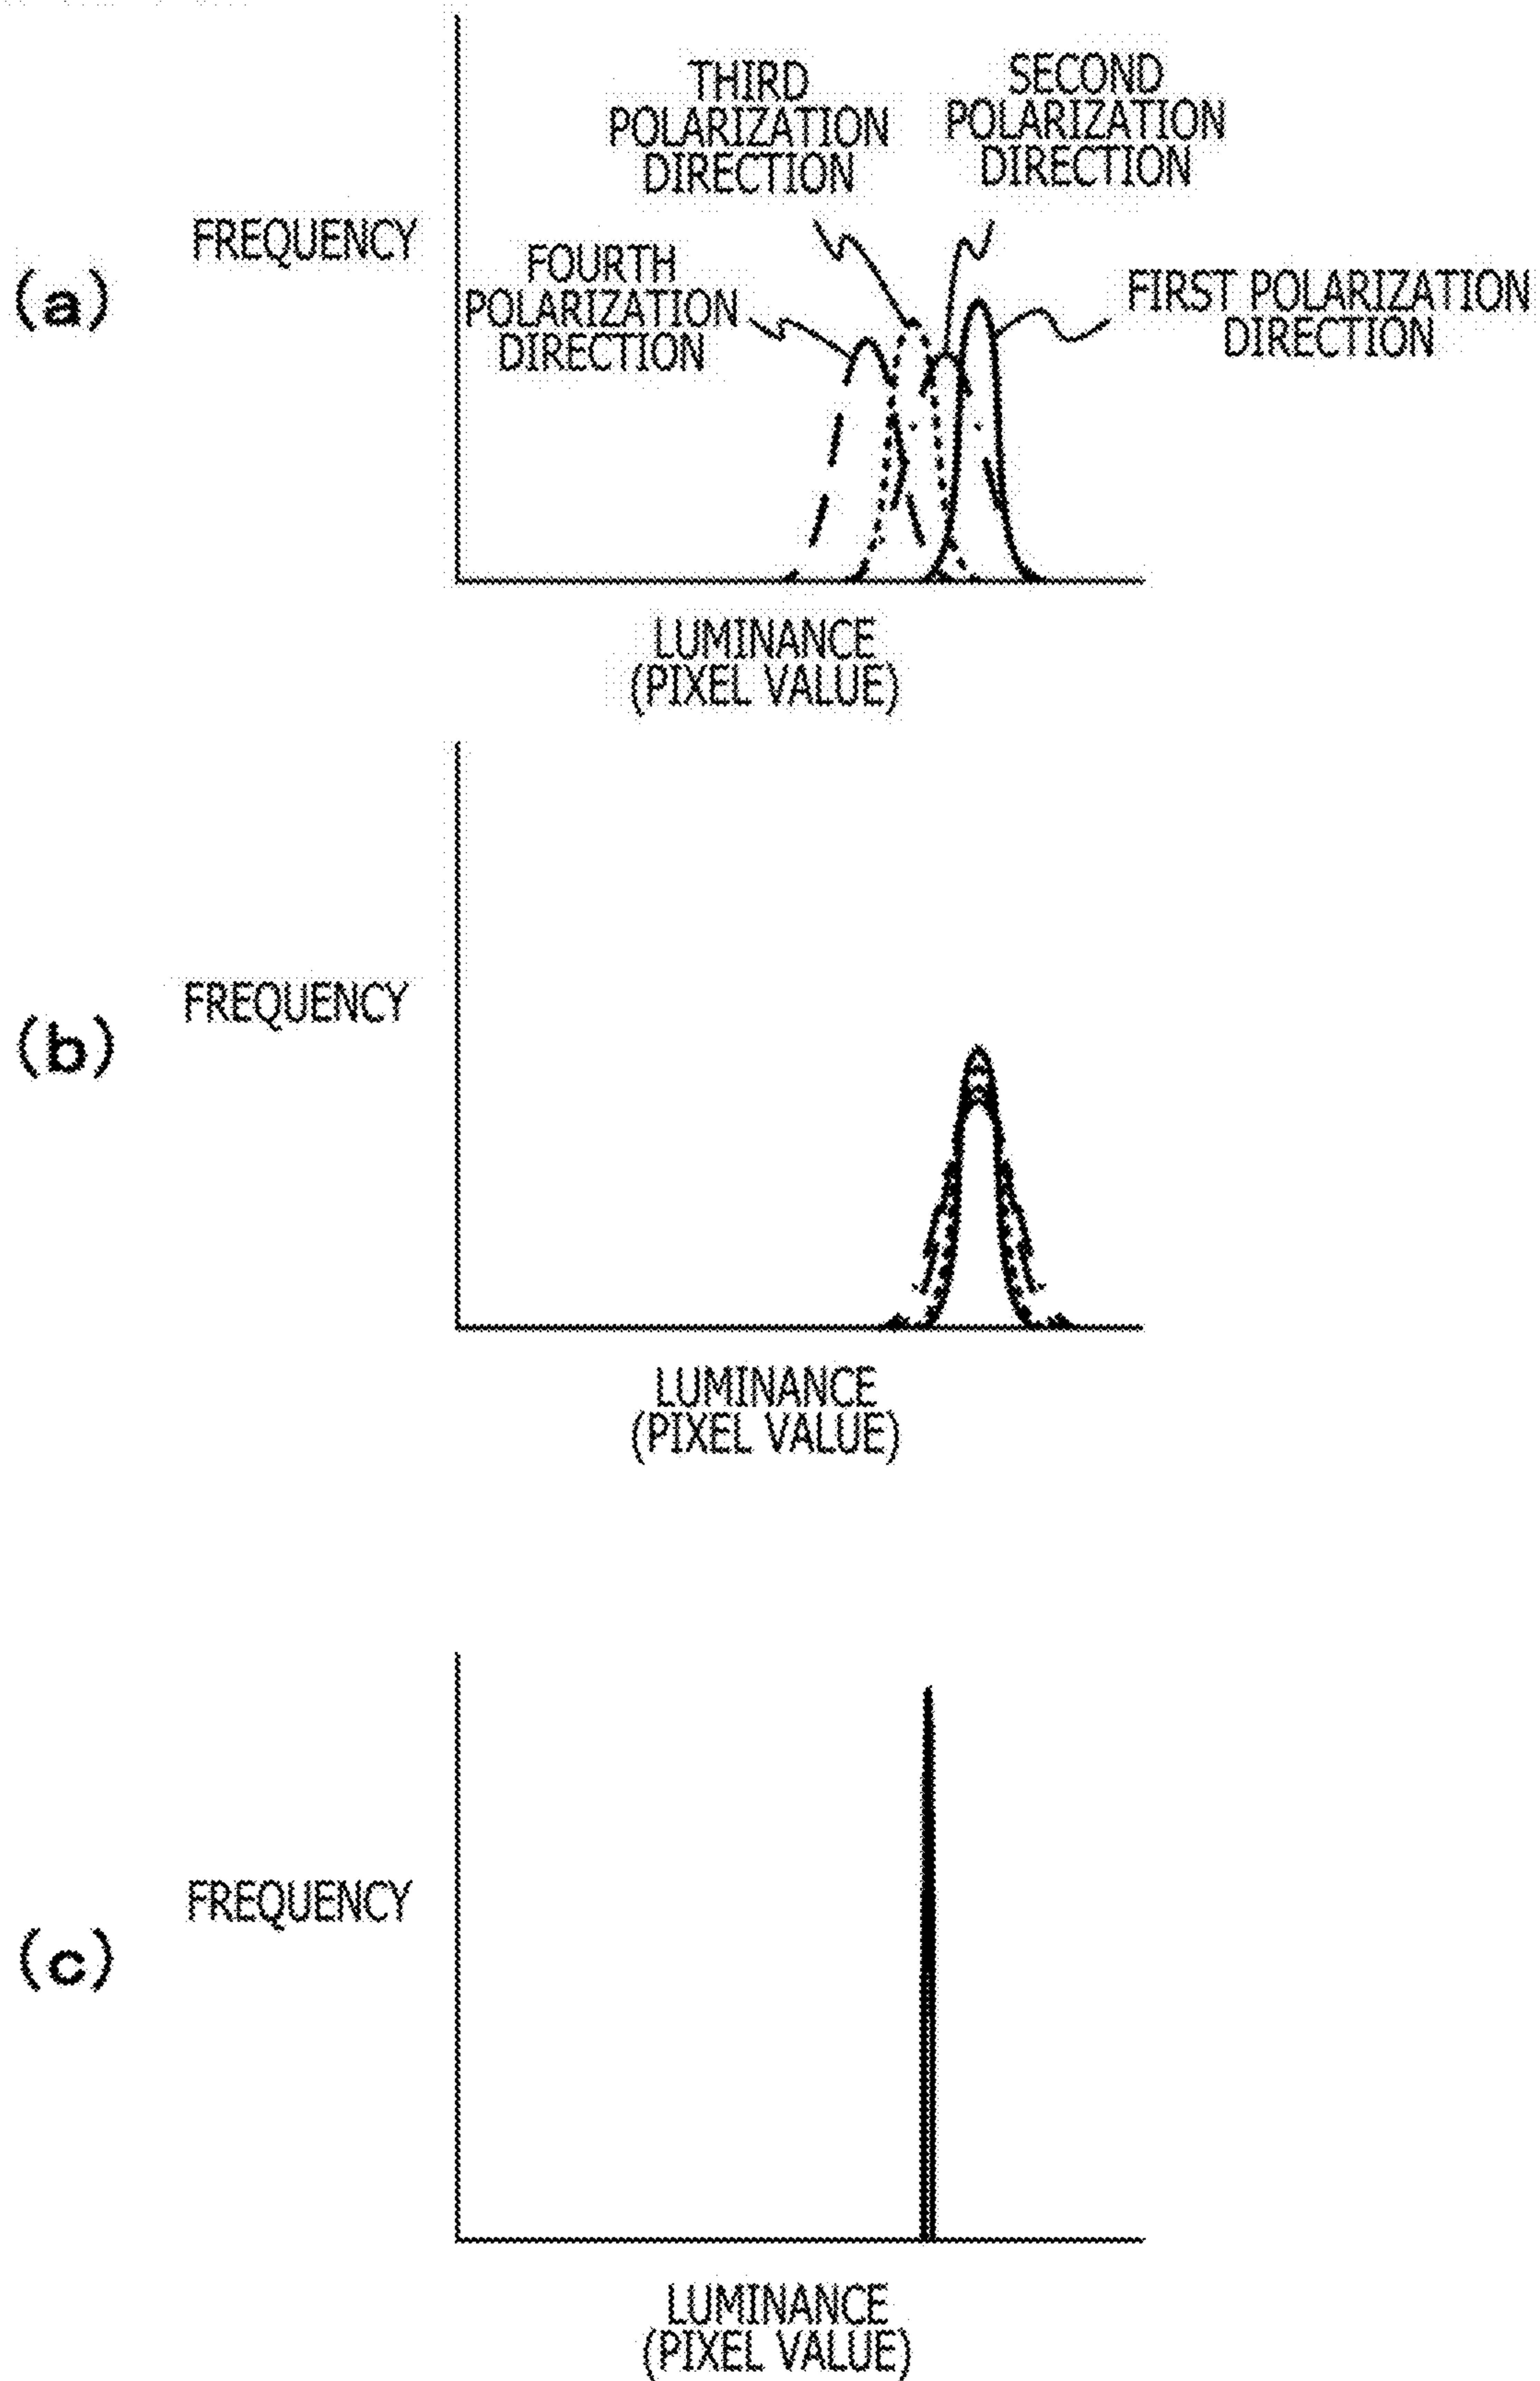 (a)
FREQUENCY
THIRD
POLARIZATION
DIRECTION
SECOND
POLARIZATION
DIRECTION
FOURTH
POLARIZATION
DIRECTION
FIRST POLARIZATION
DIRECTION
LUMINANCE
(PIXEL VALUE)
(b)
FREQUENCY
LUMINANCE
(PIXEL VALUE)
(c)
FREQUENCY
LUMINANCE
(PIXEL VALUE)